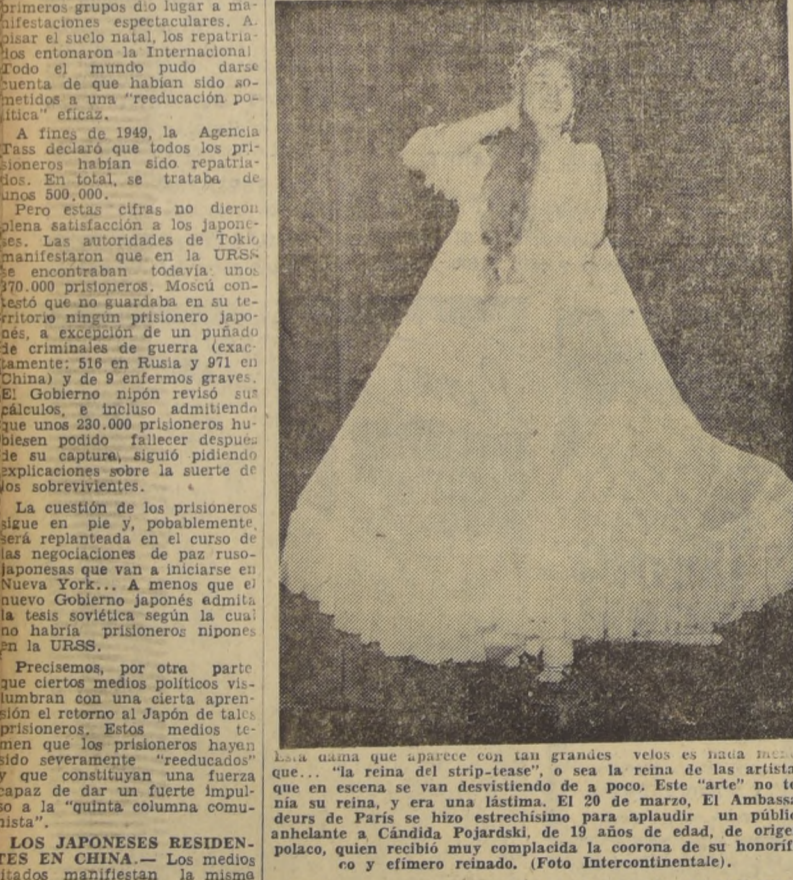 primeros grupos dio lugar a ma-
nifestaciones espectaculares. A.
pisar el suelo natal, los repatria-
dos entonaron la Internacional
Todo el mundo pudo darse
cuenta de que habían sido so-
metidos a una "reeducación po-
lítica" eficaz.
A fines de 1949, la Agencia
Tass declaró que todos los pri-
sioneros habían sido repatria-
dos. En total, se trataba de
unos 500.000.
Pero estas cifras no dieron
plena satisfacción a los japone-
ses. Las autoridades de Tokio
manifestaron que en la URSS
se encontraban todavía unos
370.000 prisioneros. Moscú con-
testó que no guardaba en su te-
rritorio ningún prisionero japo-
nés, a excepción de un puñado
de criminales de guerra (exac-
tamente: 516 en Rusia y 971 en
China) y de 9 enfermos graves.
El Gobierno nipón revisó sus
cálculos, e incluso admitiendo
que unos 230.000 prisioneros hu-
biesen podido fallecer después
de su captura, siguió pidiendo
explicaciones sobre la suerte de
los sobrevivientes.
La cuestión de los prisioneros
sigue en pie y, pobablemente,
será replanteada en el curso de
las negociaciones de paz ruso-
japonesas que van a iniciarse en
Nueva York... A menos que el
nuevo Gobierno japonés admita
la tesis soviética según la cual
no habría prisioneros nipones
en la URSS.
Precisemos, por otra parte
que ciertos medios políticos vis-
lumbran con una cierta apren-
sión el retorno al Japón de tales
prisioneros. Estos medios te-
men que los prisioneros hayan
sido severamente "reeducados"
y que constituyan una fuerza
capaz de dar un fuerte impul-
so a la "quinta columna comu-
nista".
LOS JAPONESES RESIDEN-
TES EN CHINA.— Los medios
citados manifiestan la misma
Esta dama que aparece con tan grandes velos es nada menos
que... "la reina del strip-tease", o sea la reina de las artista
que en escena se van desvistiendo de a poco. Este "arte" no te
nía su reina, y era una lástima. El 20 de marzo, El Ambassa
deurs de París se hizo estrechísimo para aplaudir un públic
anhelante a Cándida Pojardski, de 19 años de edad, de orige
polaco, quien recibió muy complacida la coorona de su honorífi
co y efímero reinado. (Foto Intercontinentale).